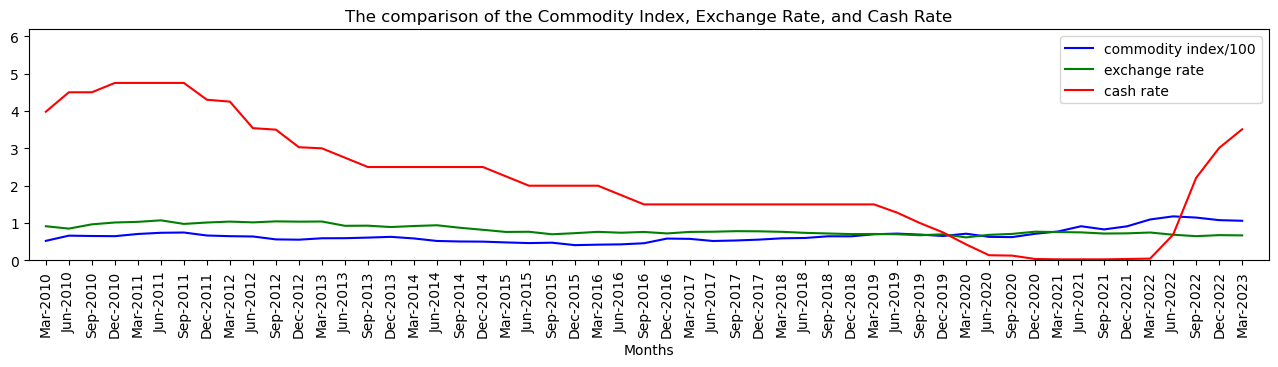 The comparison of the Commodity Index, Exchange Rate, and Cash Rate
6
5
4
3
2
1
0
commodity index/100
exchange rate
cash rate
Mar-2010
Jun-2010
Sep-2010
Dec-2010
Mar-2011
Jun-2011
Sep-2011
Dec-2011
Mar-2012
Jun-2012
Sep-2012
Dec-2012
Mar-2013
Jun-2013
Sep-2013
Dec-2013
Mar-2014
Jun-2014
Sep-2014
Dec-2014
Mar-2015
Jun-2015
Sep-2015
Dec-2015
Mar-2016
Jun-2016
Sep-2016
Dec-2016
Mar-2017
Jun-2017
Sep-2017
Dec-2017
Mar-2018
Jun-2018
Sep-2018
Dec-2018
Mar-2019
Jun-2019
Sep-2019
Dec-2019
Mar-2020
Jun-2020
Sep-2020
Dec-2020
Mar-2021
Jun-2021
Sep-2021
Dec-2021
Mar-2022
Jun-2022
Sep-2022
Dec-2022
Mar-2023
Months